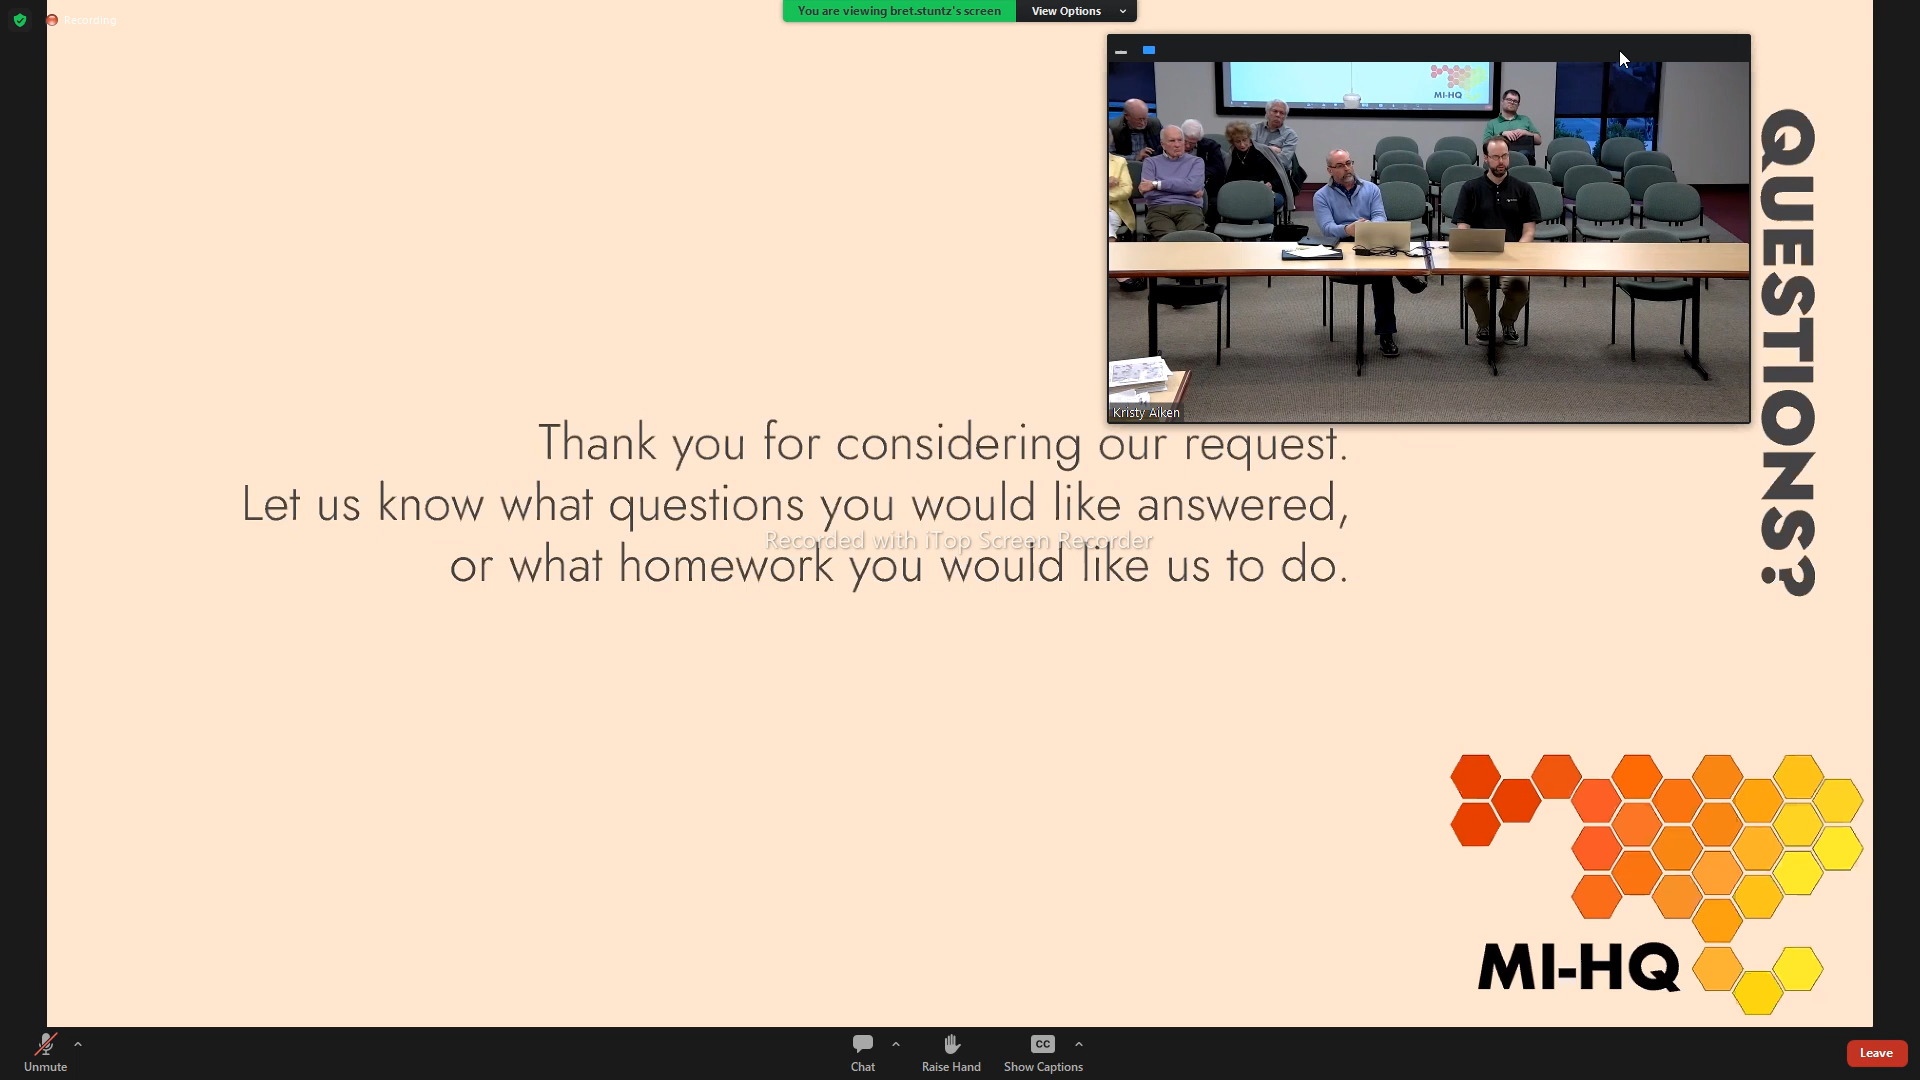 Recording
You are viewing bret.stuntz's screen
View Options
MI-HQ
Kristy Aiken
QUESTIONS?
Thank you for considering our request.
Let us know what questions you would like answered,
or what homework you would like us to do.
Recorded with iTop Screen Recorder
MI-HQ
Unmute
Chat
Raise Hand
CC
Show Captions
Leave